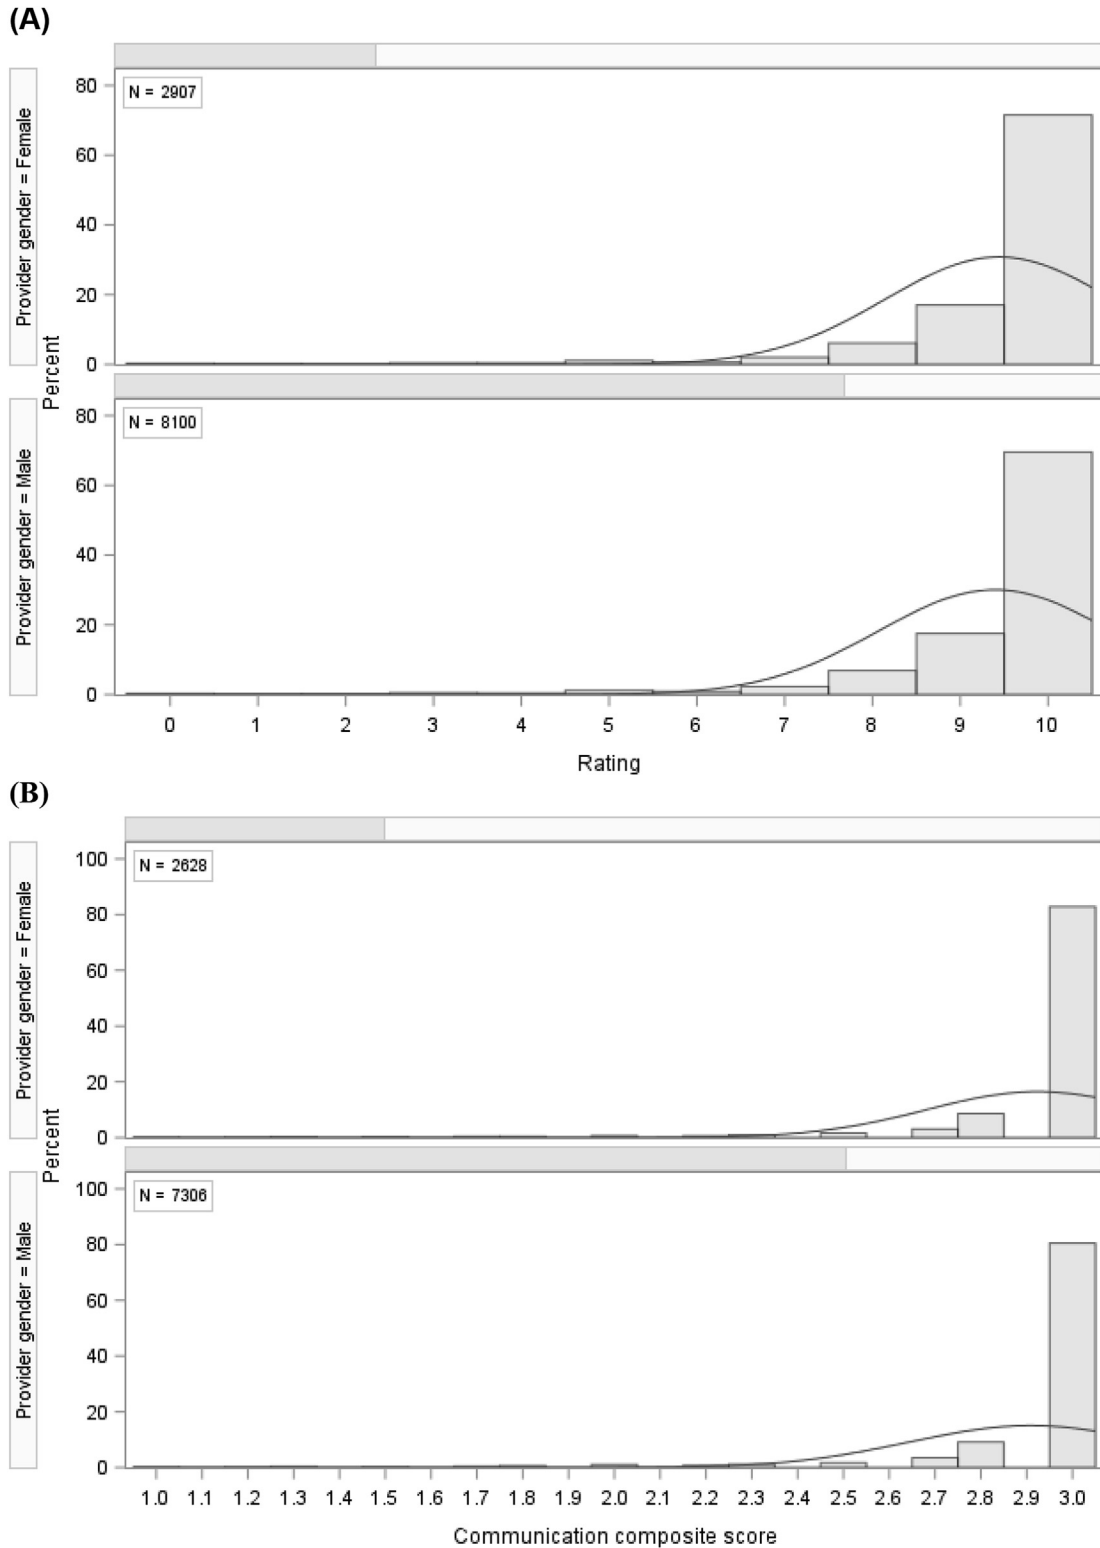 (A)
Provider gender = Female
N = 2907
80
60
40
20
0
Percent
Provider gender = Male
N = 8100
80
60
40
20
0
0 1 2 3 4 5 6 7 8 9 10
Rating
(B)
Provider gender = Female
N = 2628
100
80
60
40
20
0
Percent
Provider gender = Male
N = 7306
100
80
60
40
20
0
1.0 1.1 1.2 1.3 1.4 1.5 1.6 1.7 1.8 1.9 2.0 2.1 2.2 2.3 2.4 2.5 2.6 2.7 2.8 2.9 3.0
Communication composite score